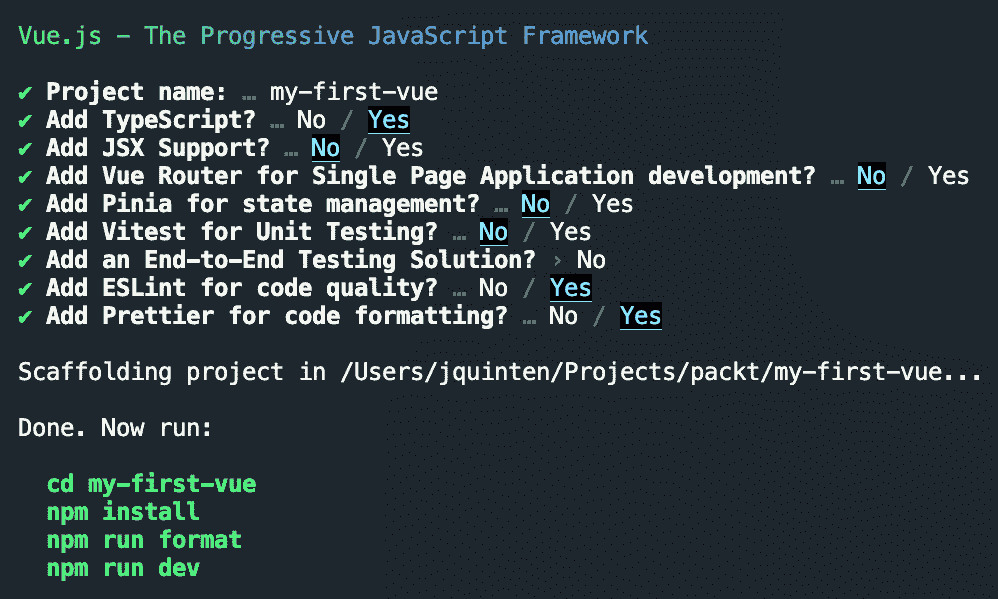 Vue.js – The Progressive JavaScript Framework
✔ Project name: … my-first-vue
✔ Add TypeScript? … No / Yes
✔ Add JSX Support? … No / Yes
✔ Add Vue Router for Single Page Application development? … No / Yes
✔ Add Pinia for state management? … No / Yes
✔ Add Vitest for Unit Testing? … No / Yes
✔ Add an End-to-End Testing Solution? › No
✔ Add ESLint for code quality? … No / Yes
✔ Add Prettier for code formatting? … No / Yes
Scaffolding project in /Users/jquinten/Projects/packt/my-first-vue...
Done. Now run:
cd my-first-vue
npm install
npm run format
npm run dev